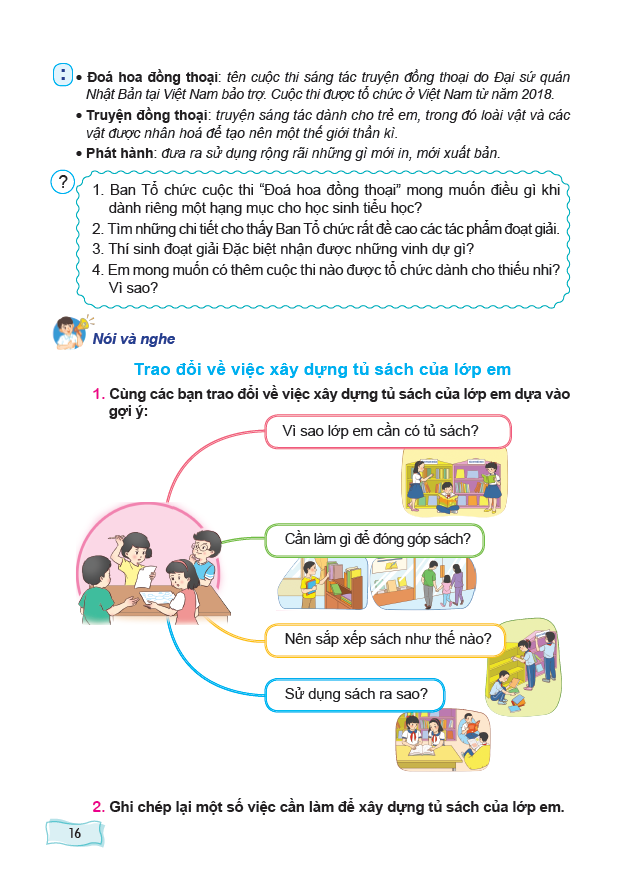 • Đoá hoa đồng thoại: tên cuộc thi sáng tác truyện đồng thoại do Đại sứ quán
Nhật Bản tại Việt Nam bảo trợ. Cuộc thi được tổ chức ở Việt Nam từ năm 2018.
• Truyện đồng thoại: truyện sáng tác dành cho trẻ em, trong đó loài vật và các
vật được nhân hoá để tạo nên một thế giới thần kì.
• Phát hành: đưa ra sử dụng rộng rãi những gì mới in, mới xuất bản.
?
1. Ban Tổ chức cuộc thi “Đoá hoa đồng thoại” mong muốn điều gì khi
dành riêng một hạng mục cho học sinh tiểu học?
2. Tìm những chi tiết cho thấy Ban Tổ chức rất đề cao các tác phẩm đoạt giải.
3. Thí sinh đoạt giải Đặc biệt nhận được những vinh dự gì?
4. Em mong muốn có thêm cuộc thi nào được tổ chức dành cho thiếu nhi?
Vì sao?
Nói và nghe
Trao đổi về việc xây dựng tủ sách của lớp em
1. Cùng các bạn trao đổi về việc xây dựng tủ sách của lớp em dựa vào
gợi ý:
Vì sao lớp em cần có tủ sách?
Cần làm gì để đóng góp sách?
Nên sắp xếp sách như thế nào?
Sử dụng sách ra sao?
2. Ghi chép lại một số việc cần làm để xây dựng tủ sách của lớp em.
16